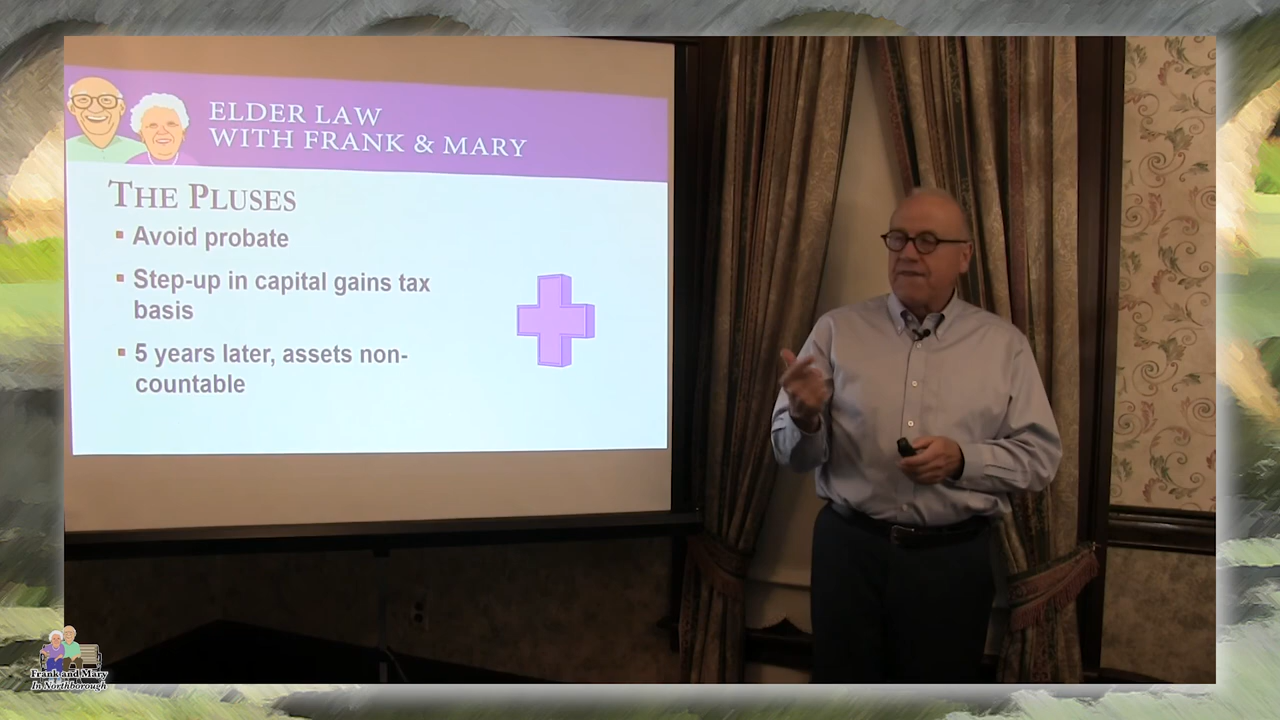 ELDER LAW
WITH FRANK & MARY
THE PLUSES
▪ Avoid probate
▪ Step-up in capital gains tax
basis
▪ 5 years later, assets non-
countable
Frank and Mary
In Northborough